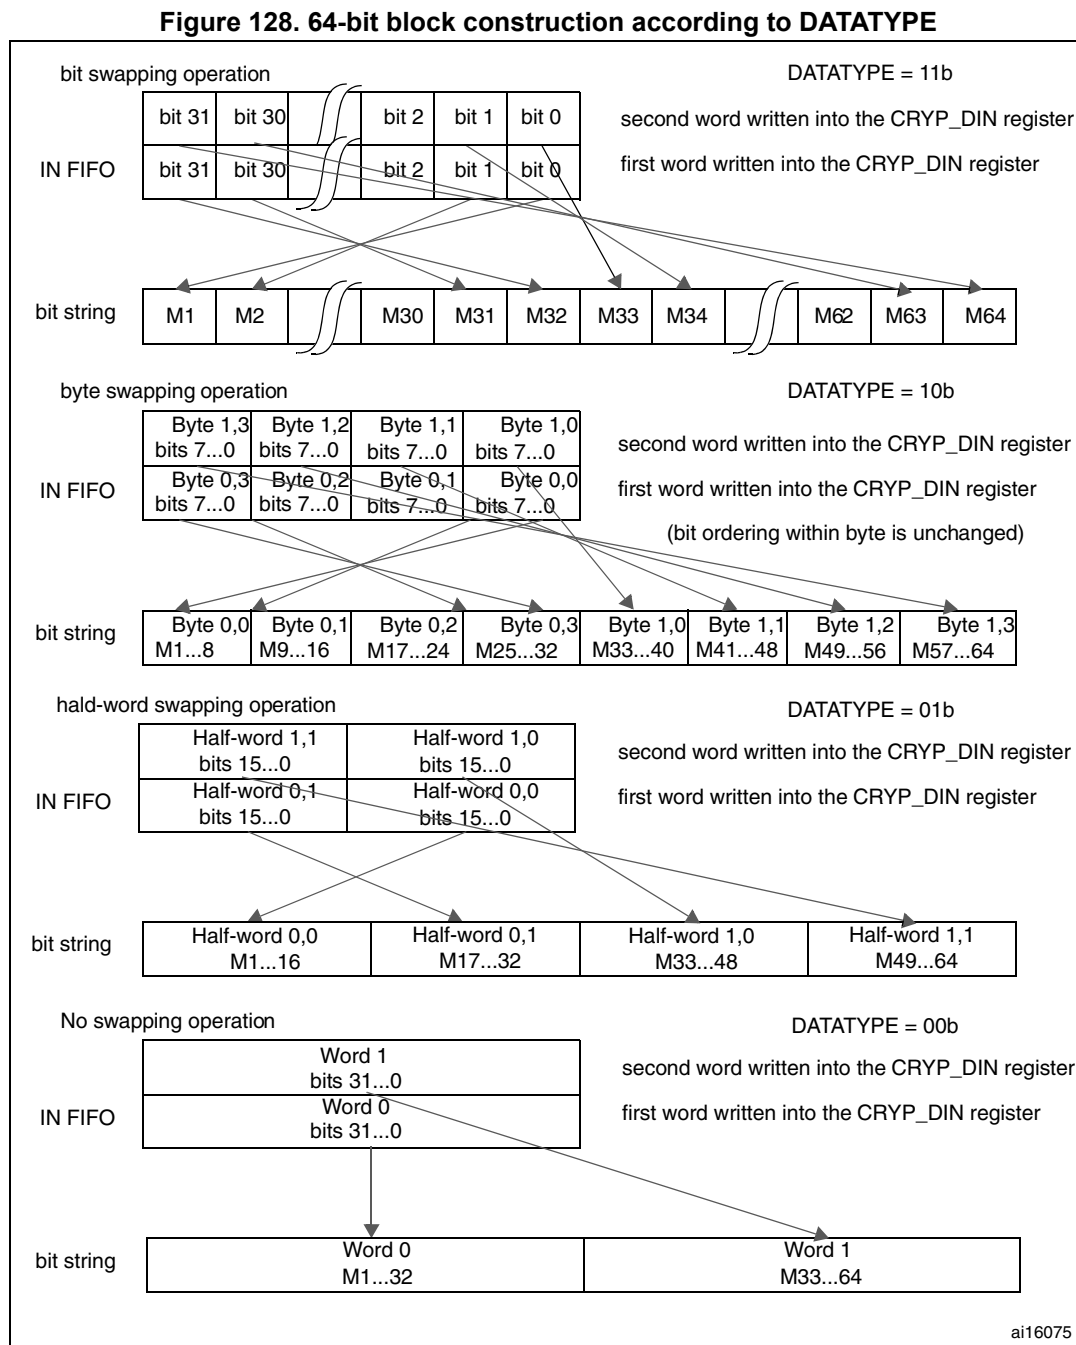 Figure 128. 64-bit block construction according to DATATYPE
bit swapping operation
DATATYPE = 11b
bit 31 bit 30 bit 2 bit 1 bit 0
second word written into the CRYP_DIN register
IN FIFO
bit 31 bit 30 bit 2 bit 1 bit 0
first word written into the CRYP_DIN register
bit string
M1 M2 M30 M31 M32 M33 M34 M62 M63 M64
byte swapping operation
DATATYPE = 10b
Byte 1,3 Byte 1,2 Byte 1,1 Byte 1,0
bits 7...0 bits 7...0 bits 7...0 bits 7...0
second word written into the CRYP_DIN register
IN FIFO
Byte 0,3 Byte 0,2 Byte 0,1 Byte 0,0
bits 7...0 bits 7...0 bits 7...0 bits 7...0
first word written into the CRYP_DIN register
(bit ordering within byte is unchanged)
bit string
Byte 0,0 Byte 0,1 Byte 0,2 Byte 0,3 Byte 1,0 Byte 1,1 Byte 1,2 Byte 1,3
M1...8 M9...16 M17...24 M25...32 M33...40 M41...48 M49...56 M57...64
hald-word swapping operation
DATATYPE = 01b
Half-word 1,1 Half-word 1,0
bits 15...0 bits 15...0
second word written into the CRYP_DIN register
IN FIFO
Half-word 0,1 Half-word 0,0
bits 15...0 bits 15...0
first word written into the CRYP_DIN register
bit string
Half-word 0,0 Half-word 0,1 Half-word 1,0 Half-word 1,1
M1...16 M17...32 M33...48 M49...64
No swapping operation
DATATYPE = 00b
Word 1
bits 31...0
second word written into the CRYP_DIN register
IN FIFO
Word 0
bits 31...0
first word written into the CRYP_DIN register
bit string
Word 0 Word 1
M1...32 M33...64
ai16075